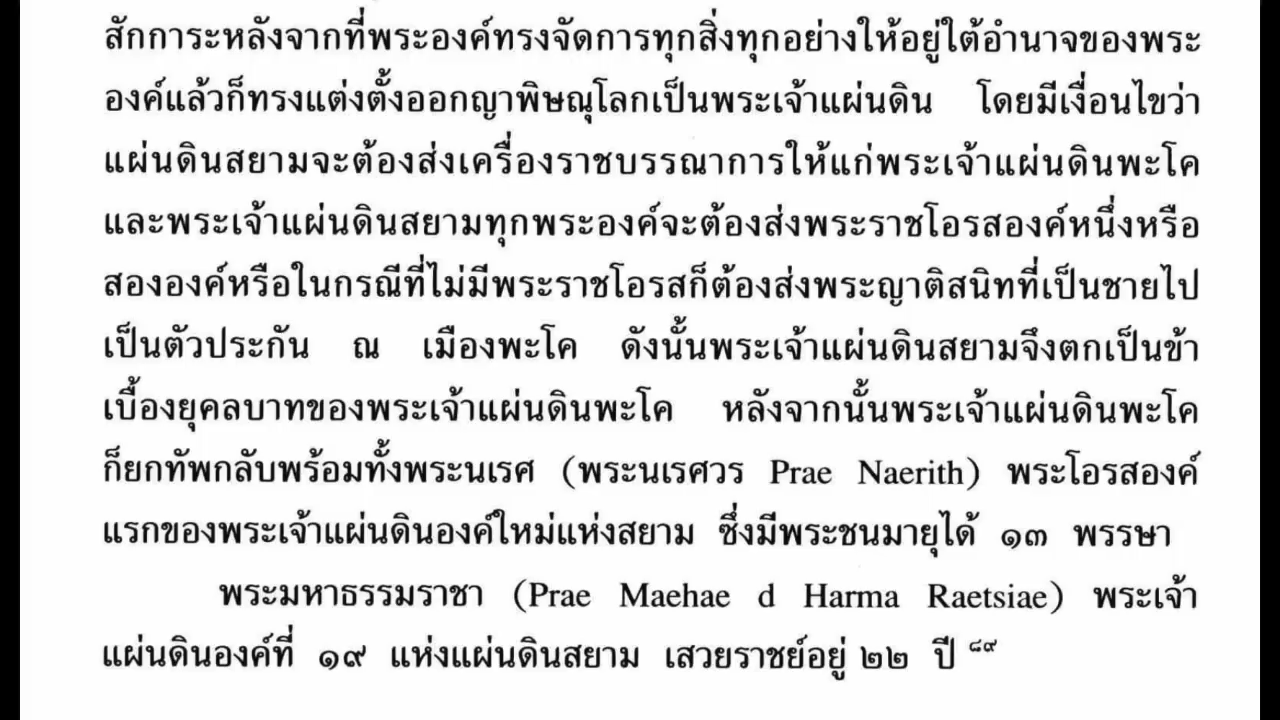 สักการะหลังจากที่พระองค์ทรงจัดการทุกสิ่งทุกอย่างให้อยู่ใต้อำนาจของพระ
องค์แล้วก็ทรงแต่งตั้งออกญาพิษณุโลกเป็นพระเจ้าแผ่นดิน โดยมีเงื่อนไขว่า
แผ่นดินสยามจะต้องส่งเครื่องราชบรรณาการให้แก่พระเจ้าแผ่นดินพะโค
และพระเจ้าแผ่นดินสยามทุกพระองค์จะต้องส่งพระราชโอรสองค์หนึ่งหรือ
สององค์หรือในกรณีที่ไม่มีพระราชโอรสก็ต้องส่งพระญาติสนิทที่เป็นชายไป
เป็นตัวประกัน ณ เมืองพะโค ดังนั้นพระเจ้าแผ่นดินสยามจึงตกเป็นข้า
เบื้องยุคลบาทของพระเจ้าแผ่นดินพะโค หลังจากนั้นพระเจ้าแผ่นดินพะโค
ก็ยกทัพกลับพร้อมทั้งพระนเรศ (พระนเรศวร Prae Naerith) พระโอรสองค์
แรกของพระเจ้าแผ่นดินองค์ใหม่แห่งสยาม ซึ่งมีพระชนมายุได้ ๑๓ พรรษา
พระมหาธรรมราชา (Prae Maehae d Harma Raetsiae) พระเจ้า
แผ่นดินองค์ที่ ๑๙ แห่งแผ่นดินสยาม เสวยราชย์อยู่ ๒๒ ปี ๘๙